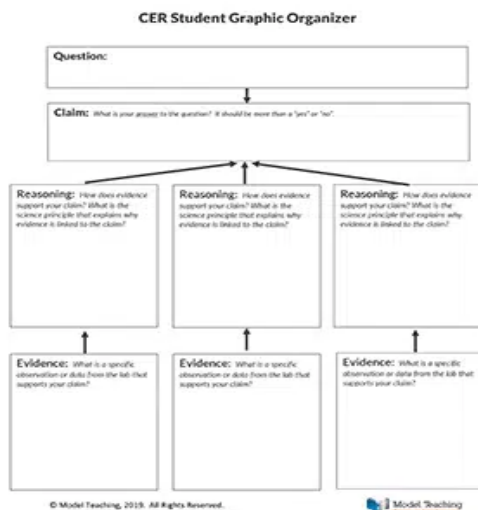 CER Student Graphic Organizer
Question:
Claim: What is your answer to the question? It should be more than a "yes" or "no".
Reasoning: How does evidence
support your claim? What is the
science principle that explains why
evidence is linked to the claim?
Reasoning: How does evidence
support your claim? What is the
science principle that explains why
evidence is linked to the claim?
Reasoning: How does evidence
support your claim? What is the
science principle that explains why
evidence is linked to the claim?
Evidence: What is a specific
observation or data from the lab that
supports your claim?
Evidence: What is a specific
observation or data from the lab that
supports your claim?
Evidence: What is a specific
observation or data from the lab that
supports your claim?
© Model Teaching, 2019. All Rights Reserved.
Model Teaching